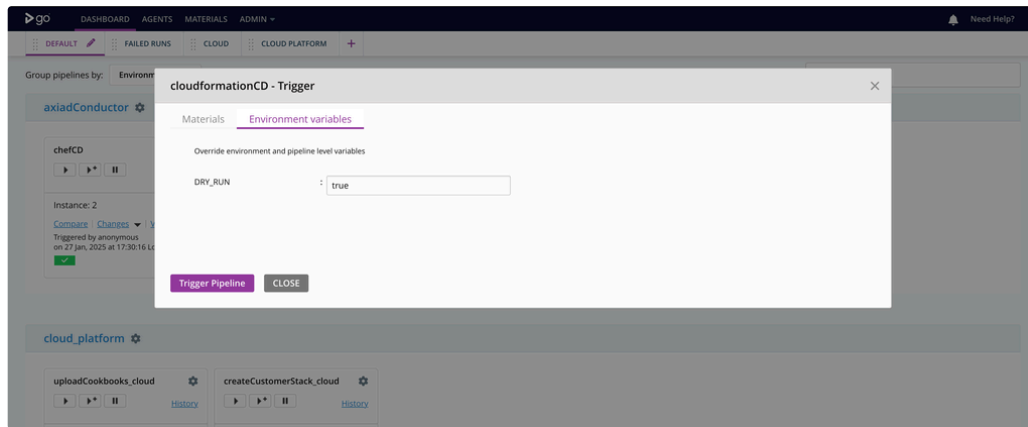 go DASHBOARD AGENTS MATERIALS ADMIN Need Help?
DEFAULT FAILED RUNS CLOUD CLOUD PLATFORM +
Group pipelines by:
cloudformationCD - Trigger
Materials Environment variables
Override environment and pipeline level variables
DRY_RUN : true
Trigger Pipeline CLOSE
axiadConductor
chefCD
Instance: 2
Compare | Changes
Triggered by anonymous
on 27 Jan, 2025 at 17:30:16
cloud_platform
uploadCookbooks_cloud createCustomerStack_cloud
History History